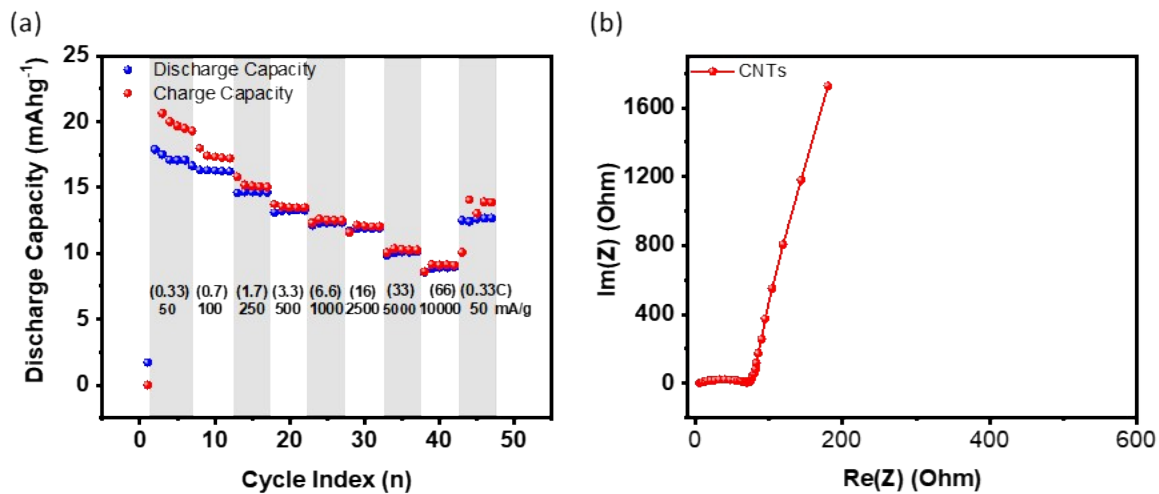 (a)
Discharge Capacity (mAhg-1)
25
20
15
10
5
0
Discharge Capacity
Charge Capacity
(0.33) (0.7) (1.7) (3.3) (6.6) (16) (33) (66) (0.33C)
50 100 250 500 1000 2500 5000 10000 50 mA/g
0 10 20 30 40 50
Cycle Index (n)
(b)
Im(Z) (Ohm)
1600
1200
800
400
0
CNTs
0 200 400 600
Re(Z) (Ohm)